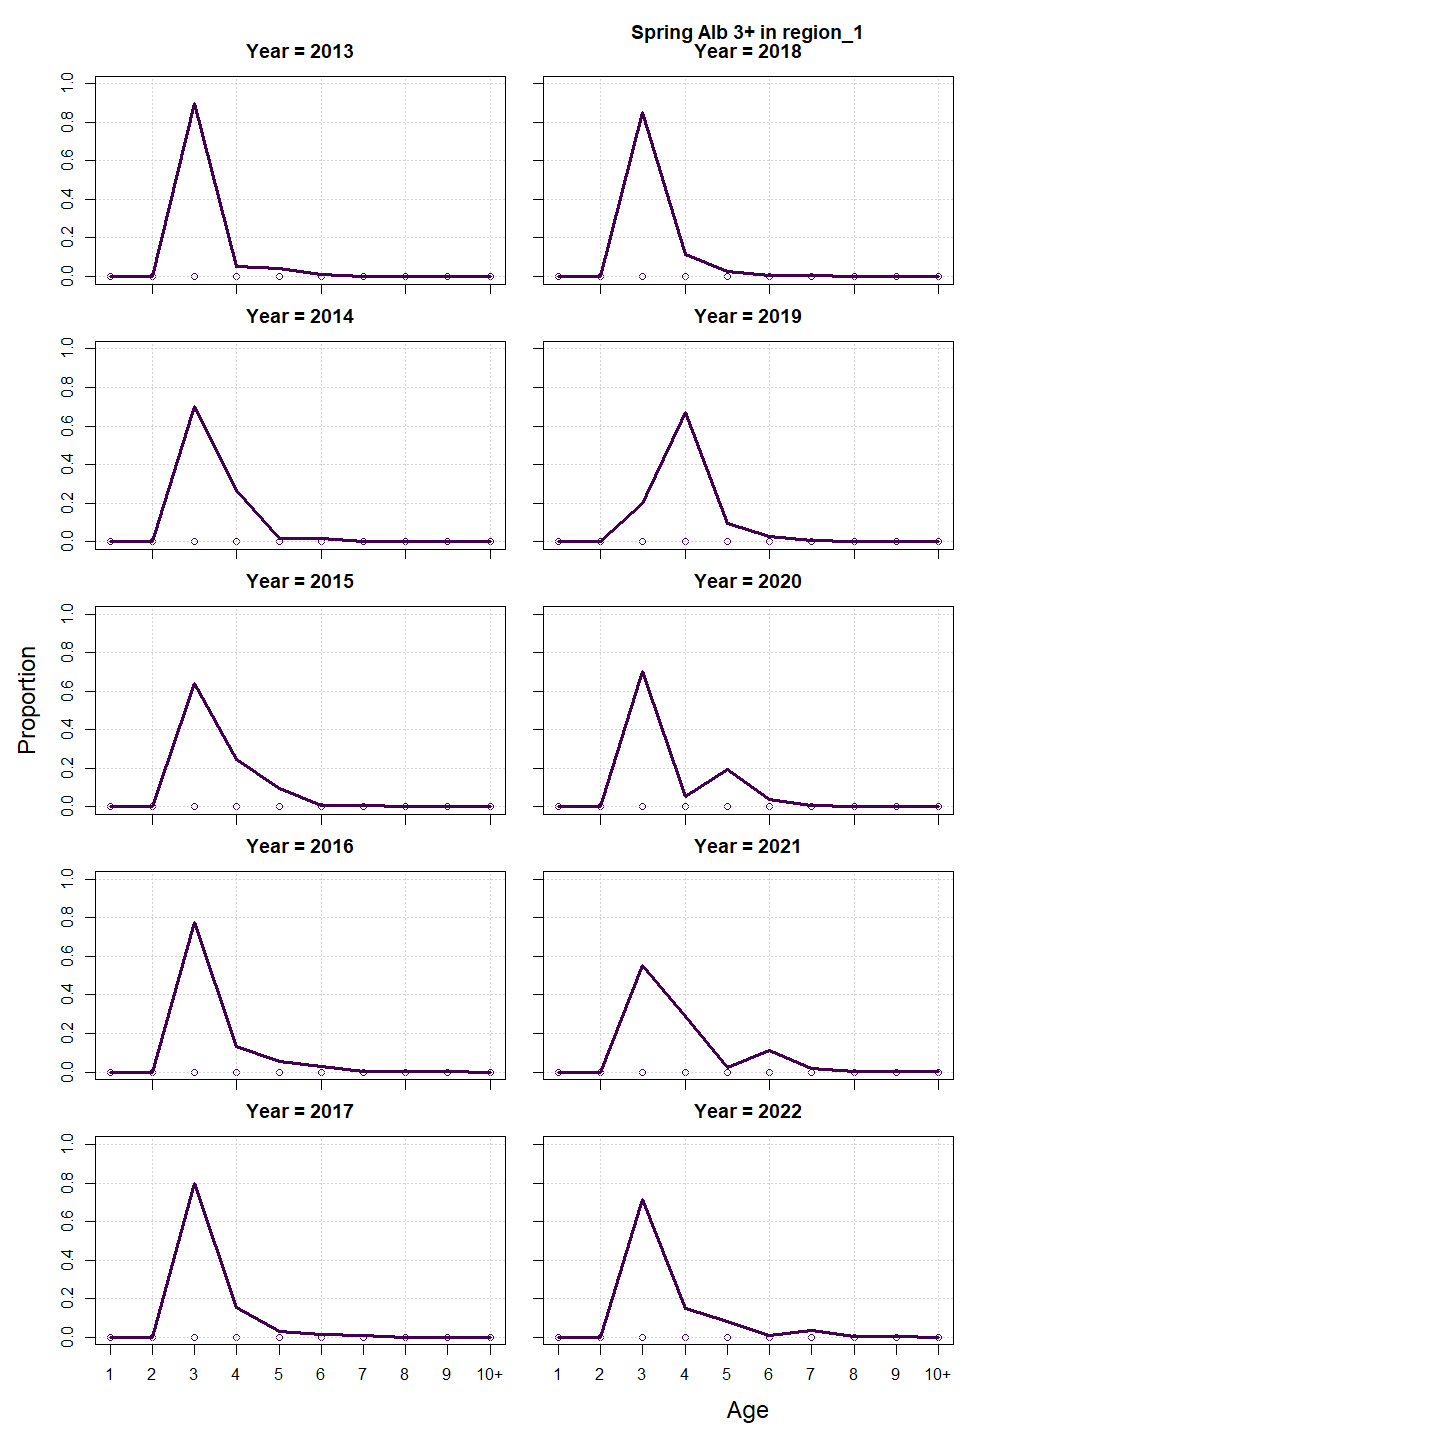 Spring Alb 3+ in region_1
Year = 2013
Year = 2018
1.0
0.8
0.6
0.4
0.2
0.0
Year = 2014
Year = 2019
1.0
0.8
0.6
0.4
0.2
0.0
Year = 2015
Year = 2020
1.0
0.8
0.6
0.4
0.2
0.0
Proportion
Year = 2016
Year = 2021
1.0
0.8
0.6
0.4
0.2
0.0
Year = 2017
Year = 2022
1.0
0.8
0.6
0.4
0.2
0.0
1 2 3 4 5 6 7 8 9 10+
1 2 3 4 5 6 7 8 9 10+
Age